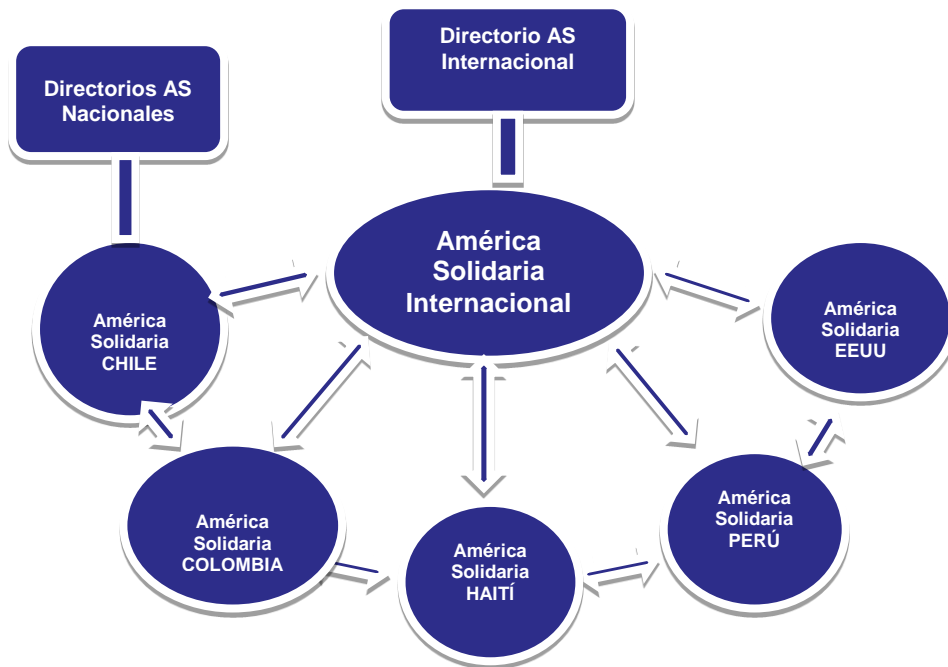 Directorio AS
Internacional
Directorios AS
Nacionales
América
Solidaria
Internacional
América
Solidaria
CHILE
América
Solidaria
EEUU
América
Solidaria
COLOMBIA
América
Solidaria
HAITÍ
América
Solidaria
PERÚ